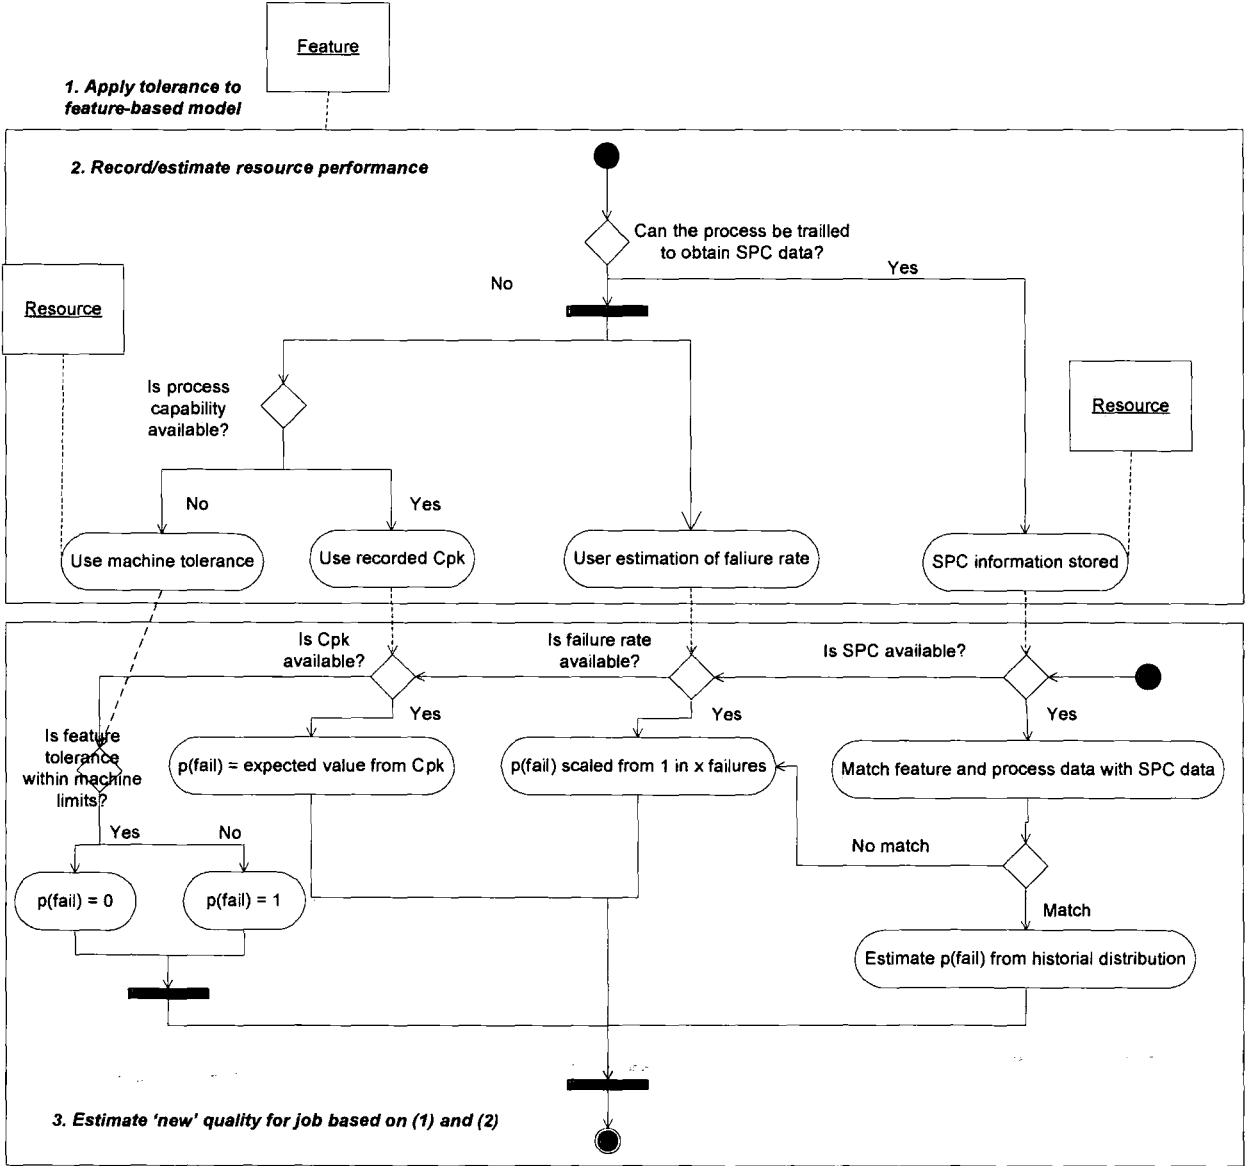 Feature
1. Apply tolerance to
feature-based model
2. Record/estimate resource performance
Can the process be trailled
to obtain SPC data?
Yes
No
Resource
Is process
capability
available?
Resource
No
Yes
Use machine tolerance
Use recorded Cpk
User estimation of faliure rate
SPC information stored
Is Cpk
available?
Is failure rate
available?
Is SPC available?
Yes
Yes
Yes
Is feature
tolerance
within machine
limits?
p(fail) = expected value from Cpk
p(fail) scaled from 1 in x failures
Match feature and process data with SPC data
Yes
No
No match
p(fail) = 0
p(fail) = 1
Match
Estimate p(fail) from historial distribution
3. Estimate ‘new’ quality for job based on (1) and (2)